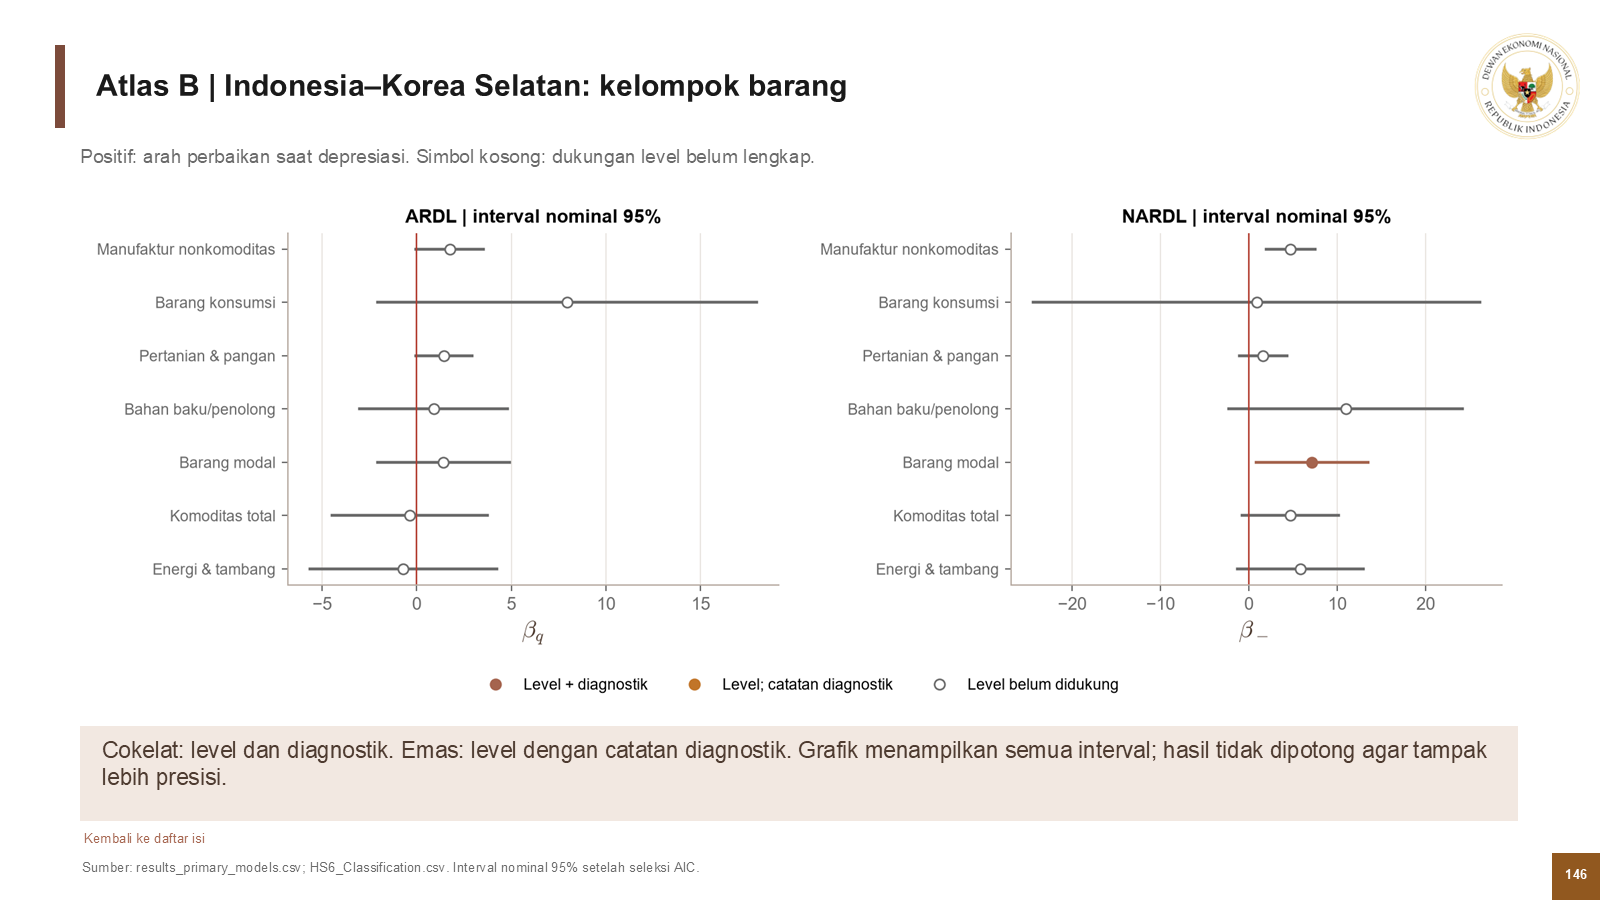 Atlas B | Indonesia–Korea Selatan: kelompok barang
DEWAN EKONOMI NASIONAL
REPUBLIK INDONESIA
Positif: arah perbaikan saat depresiasi. Simbol kosong: dukungan level belum lengkap.
ARDL | interval nominal 95%
Manufaktur nonkomoditas
Barang konsumsi
Pertanian & pangan
Bahan baku/penolong
Barang modal
Komoditas total
Energi & tambang
−5 0 5 10 15
βq
NARDL | interval nominal 95%
Manufaktur nonkomoditas
Barang konsumsi
Pertanian & pangan
Bahan baku/penolong
Barang modal
Komoditas total
Energi & tambang
−20 −10 0 10 20
β−
Level + diagnostik Level; catatan diagnostik Level belum didukung
Cokelat: level dan diagnostik. Emas: level dengan catatan diagnostik. Grafik menampilkan semua interval; hasil tidak dipotong agar tampak
lebih presisi.
Kembali ke daftar isi
Sumber: results_primary_models.csv; HS6_Classification.csv. Interval nominal 95% setelah seleksi AIC.
146